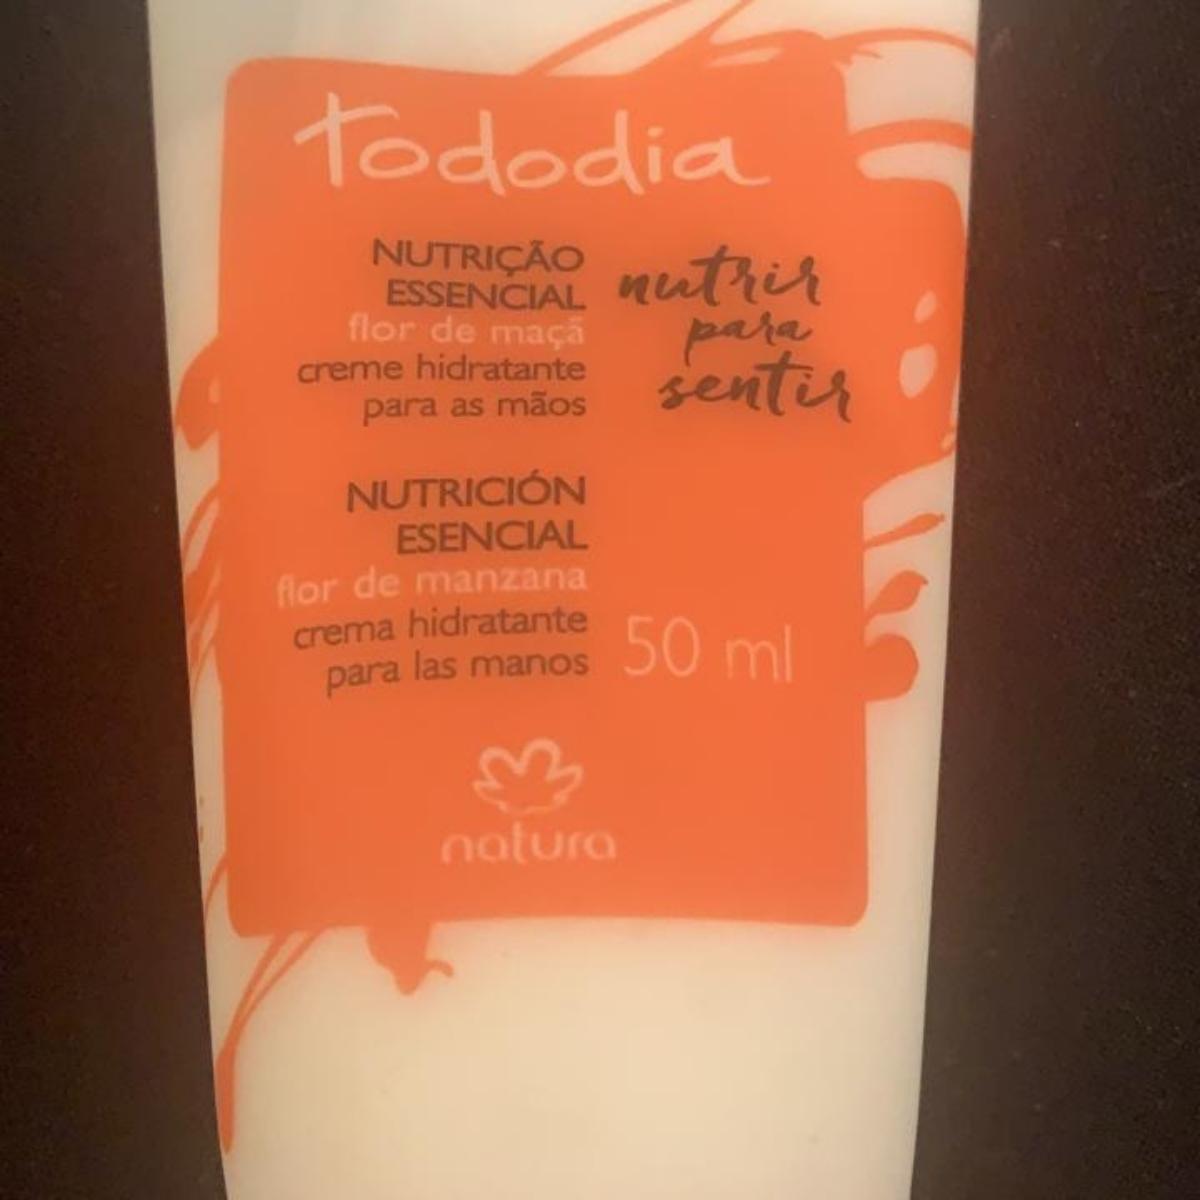 tododia
NUTRIÇÃO
ESSENCIAL
flor de maçã
creme hidratante
para as mãos
nutrir
para
sentir
NUTRICIÓN
ESENCIAL
flor de manzana
crema hidratante
para las manos
50 ml
natura